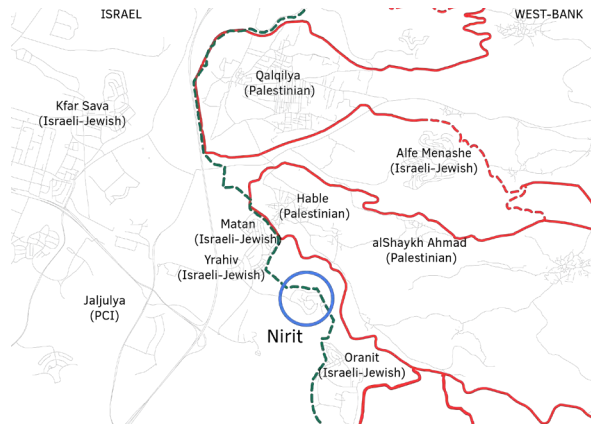 ISRAEL
WEST-BANK
Qalqilya
(Palestinian)
Kfar Sava
(Israeli-Jewish)
Alfe Menashe
(Israeli-Jewish)
Hable
(Palestinian)
Matan
(Israeli-Jewish
alShaykh Ahmad
(Palestinian)
Yrahiv
(Israeli-Jewish)
Jaljulya
(PCI)
Nirit
Oranit
(Israeli-Jewish)